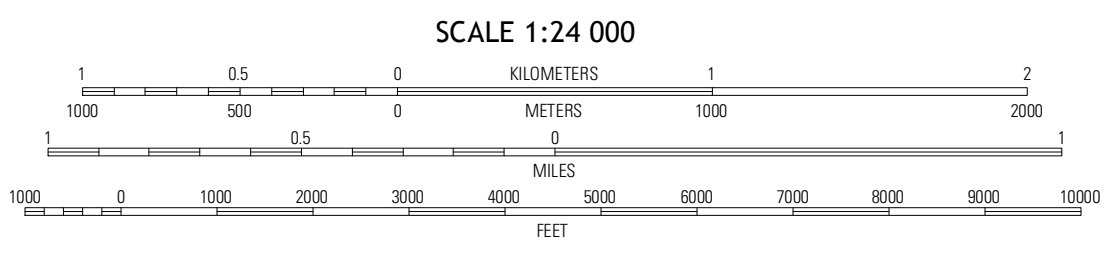 SCALE 1:24 000
1 0.5 0 KILOMETERS 1 2
1000 500 0 METERS 1000 2000
1 0.5 0 1
MILES
1000 0 1000 2000 3000 4000 5000 6000 7000 8000 9000 10000
FEET